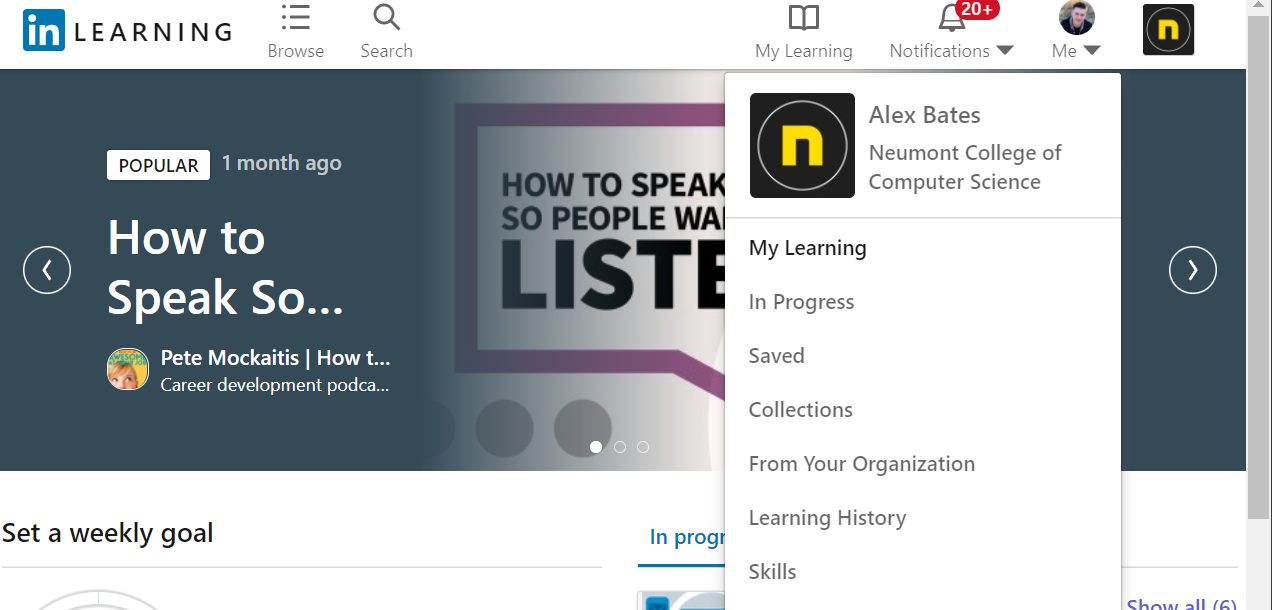 in LEARNING
Browse
Search
My Learning
20+
Notifications
Me
n
POPULAR
1 month ago
How to
Speak So...
Pete Mockaitis | How t...
Career development podca...
HOW TO SPEAK
SO PEOPLE WA
LISTE
n
Alex Bates
Neumont College of
Computer Science
My Learning
In Progress
Saved
Collections
From Your Organization
Learning History
Skills
Set a weekly goal
In progr
Show all (6)